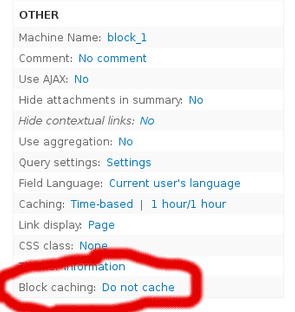 OTHER
Machine Name: block_1
Comment: No comment
Use AJAX: No
Hide attachments in summary: No
Hide contextual links: No
Use aggregation: No
Query settings: Settings
Field Language: Current user's language
Caching: Time-based | 1 hour/1 hour
Link display: Page
CSS class: None
information
Block caching: Do not cache